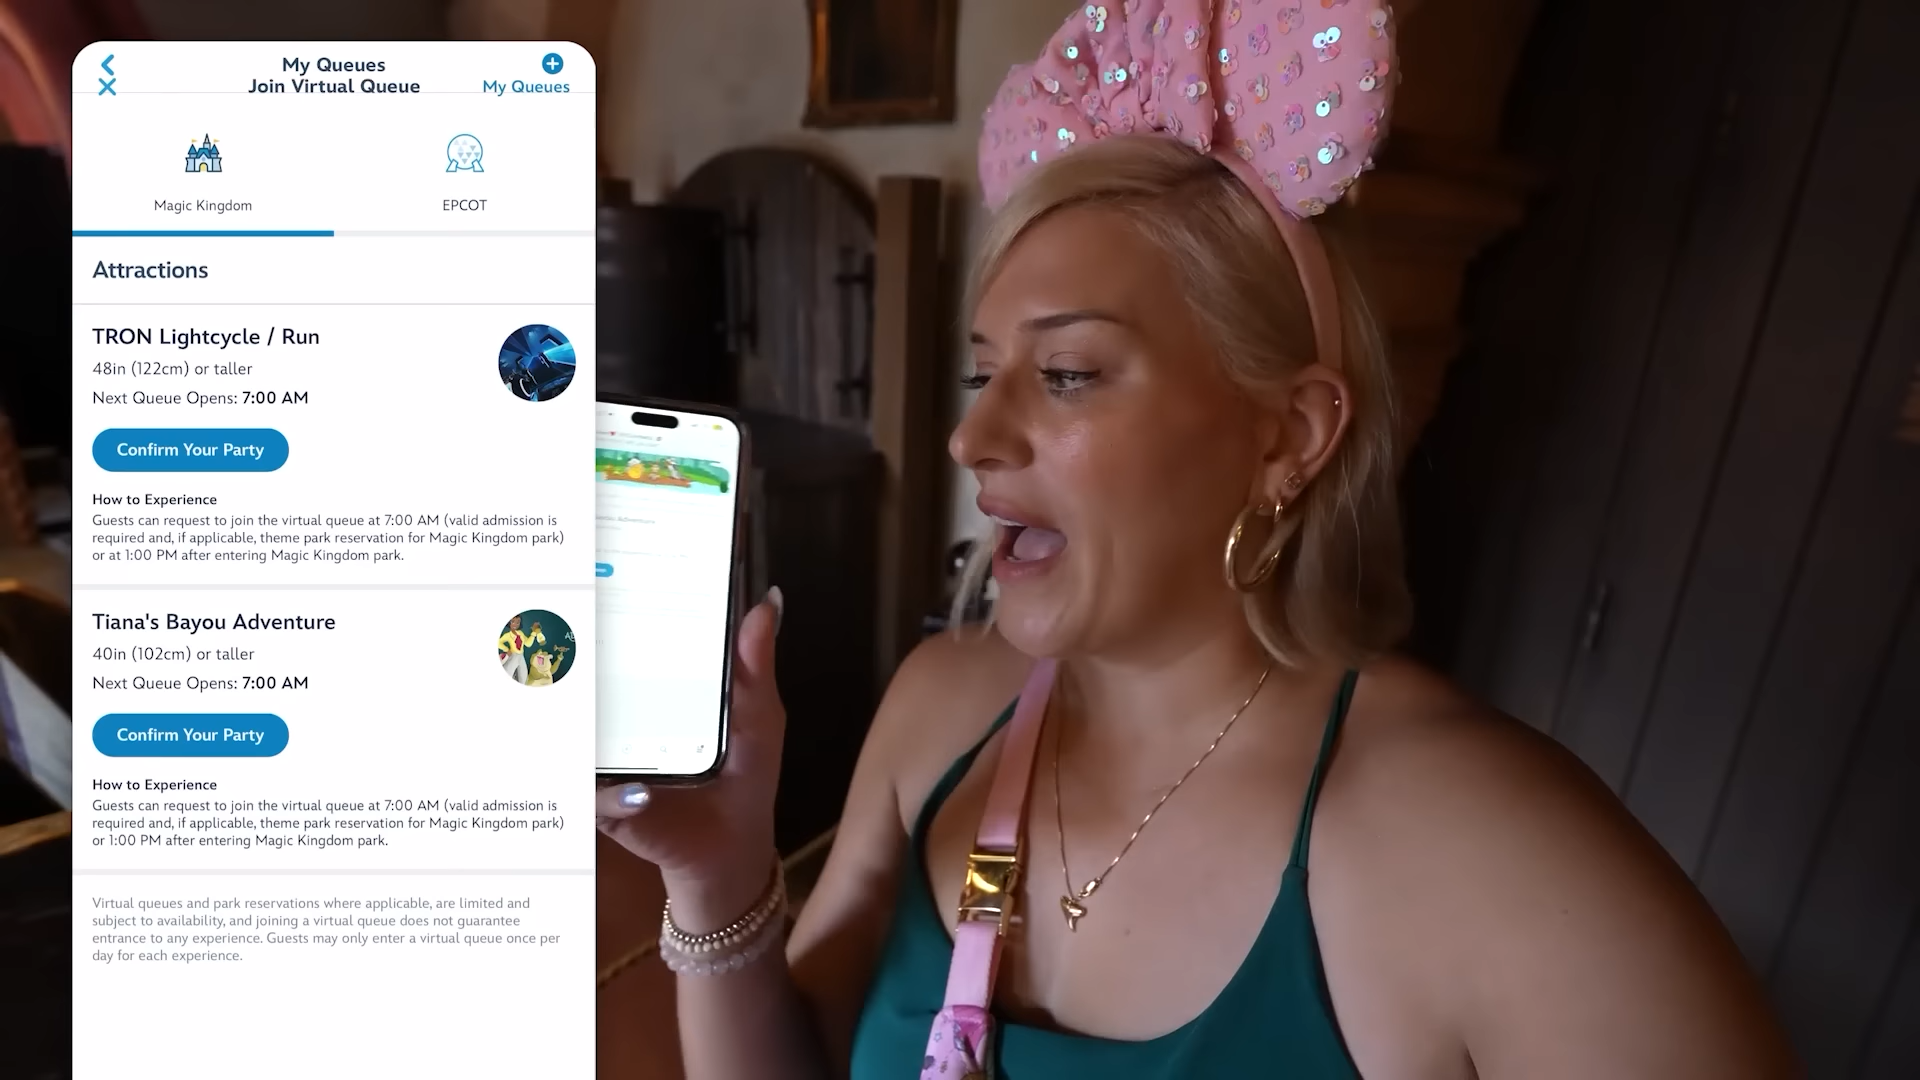 My Queues
Join Virtual Queue
My Queues
Magic Kingdom
EPCOT
Attractions
TRON Lightcycle / Run
48in (122cm) or taller
Next Queue Opens: 7:00 AM
Confirm Your Party
How to Experience
Guests can request to join the virtual queue at 7:00 AM (valid admission is
required and, if applicable, theme park reservation for Magic Kingdom park)
or at 1:00 PM after entering Magic Kingdom park.
Tiana's Bayou Adventure
40in (102cm) or taller
Next Queue Opens: 7:00 AM
Confirm Your Party
How to Experience
Guests can request to join the virtual queue at 7:00 AM (valid admission is
required and, if applicable, theme park reservation for Magic Kingdom park)
or 1:00 PM after entering Magic Kingdom park.
Virtual queues and park reservations where applicable, are limited and
subject to availability, and joining a virtual queue does not guarantee
entrance to any experience. Guests may only enter a virtual queue once per
day for each experience.